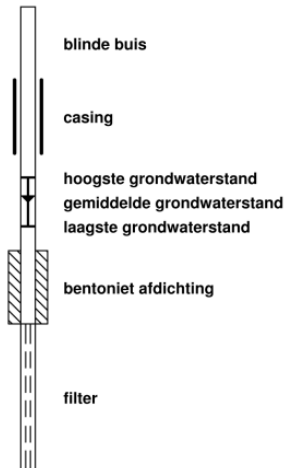 blinde buis
casing
hoogste grondwaterstand
gemiddelde grondwaterstand
laagste grondwaterstand
bentoniet afdichting
filter